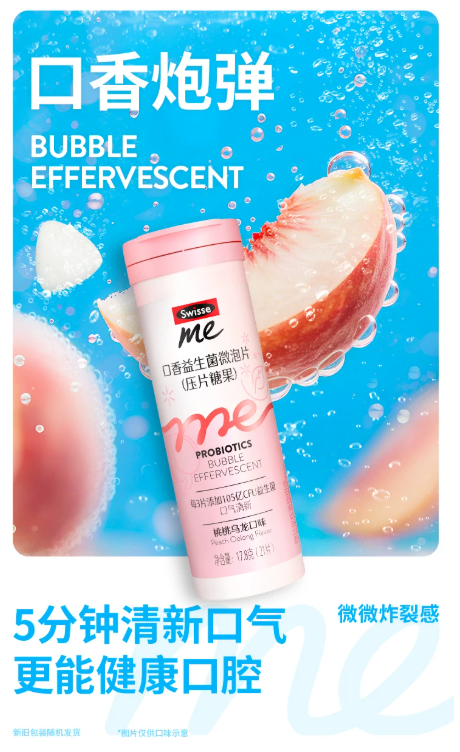 口香炮弹
BUBBLE
EFFERVESCENT
Swisse
me
口香益生菌微泡片
(压片糖果)
me
PROBIOTICS
BUBBLE
EFFERVESCENT
每3片添加105亿CFU益生菌
口气清新
桃桃乌龙口味
Peach Oolong Flavor
净含量: 17.8克 (21片)
5分钟清新口气
微微炸裂感
更能健康口腔
me
新旧包装随机发货
*图片仅供口味示意